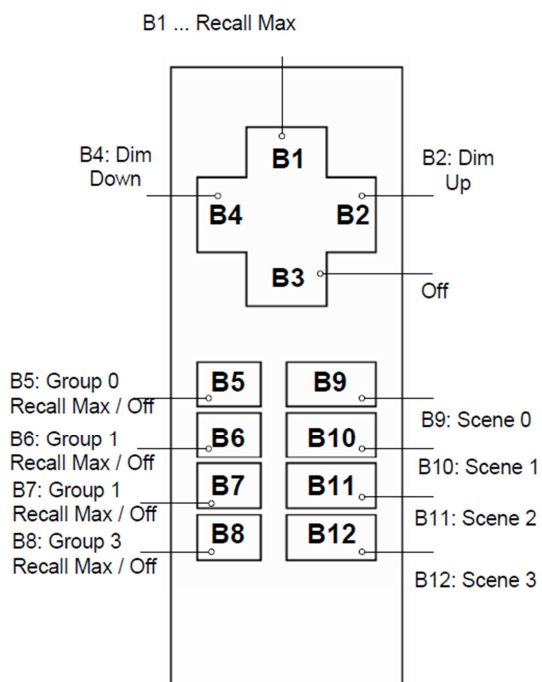 B1 ... Recall Max
B1
B4: Dim
Down
B2: Dim
Up
B4
B2
B3
Off
B5: Group 0
Recall Max / Off
B5
B9
B9: Scene 0
B6: Group 1
Recall Max / Off
B6
B10
B10: Scene 1
B7: Group 1
Recall Max / Off
B7
B11
B11: Scene 2
B8: Group 3
Recall Max / Off
B8
B12
B12: Scene 3